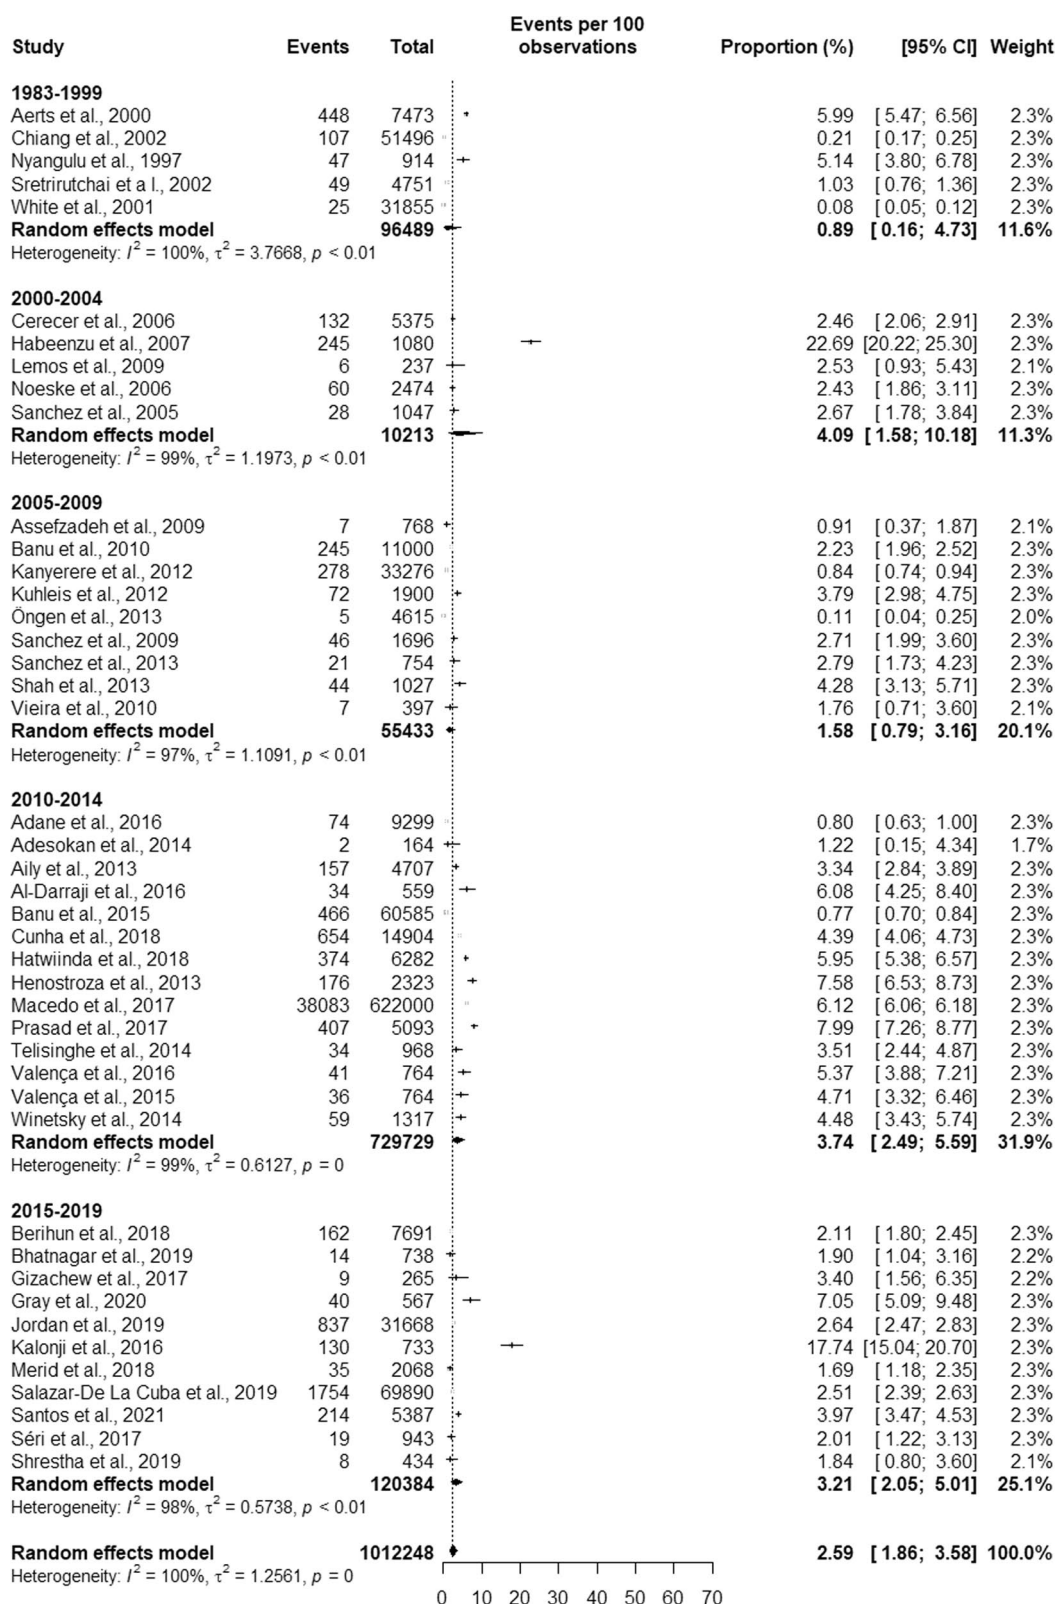 Events per 100
Study Events Total observations Proportion (%) [95% CI] Weight
1983-1999
Aerts et al., 2000 448 7473 5.99 [5.47; 6.56] 2.3%
Chiang et al., 2002 107 51496 0.21 [0.17; 0.25] 2.3%
Nyangulu et al., 1997 47 914 5.14 [3.80; 6.78] 2.3%
Sretrirutchai et a l., 2002 49 4751 1.03 [0.76; 1.36] 2.3%
White et al., 2001 25 31855 0.08 [0.05; 0.12] 2.3%
Random effects model 96489 0.89 [0.16; 4.73] 11.6%
Heterogeneity: I² = 100%, τ² = 3.7668, p < 0.01
2000-2004
Cerecer et al., 2006 132 5375 2.46 [2.06; 2.91] 2.3%
Habeenzu et al., 2007 245 1080 22.69 [20.22; 25.30] 2.3%
Lemos et al., 2009 6 237 2.53 [0.93; 5.43] 2.1%
Noeske et al., 2006 60 2474 2.43 [1.86; 3.11] 2.3%
Sanchez et al., 2005 28 1047 2.67 [1.78; 3.84] 2.3%
Random effects model 10213 4.09 [1.58; 10.18] 11.3%
Heterogeneity: I² = 99%, τ² = 1.1973, p < 0.01
2005-2009
Assefzadeh et al., 2009 7 768 0.91 [0.37; 1.87] 2.1%
Banu et al., 2010 245 11000 2.23 [1.96; 2.52] 2.3%
Kanyerere et al., 2012 278 33276 0.84 [0.74; 0.94] 2.3%
Kuhleis et al., 2012 72 1900 3.79 [2.98; 4.75] 2.3%
Öngen et al., 2013 5 4615 0.11 [0.04; 0.25] 2.0%
Sanchez et al., 2009 46 1696 2.71 [1.99; 3.60] 2.3%
Sanchez et al., 2013 21 754 2.79 [1.73; 4.23] 2.3%
Shah et al., 2013 44 1027 4.28 [3.13; 5.71] 2.3%
Vieira et al., 2010 7 397 1.76 [0.71; 3.60] 2.1%
Random effects model 55433 1.58 [0.79; 3.16] 20.1%
Heterogeneity: I² = 97%, τ² = 1.1091, p < 0.01
2010-2014
Adane et al., 2016 74 9299 0.80 [0.63; 1.00] 2.3%
Adesokan et al., 2014 2 164 1.22 [0.15; 4.34] 1.7%
Aily et al., 2013 157 4707 3.34 [2.84; 3.89] 2.3%
Al-Darraji et al., 2016 34 559 6.08 [4.25; 8.40] 2.3%
Banu et al., 2015 466 60585 0.77 [0.70; 0.84] 2.3%
Cunha et al., 2018 654 14904 4.39 [4.06; 4.73] 2.3%
Hatwiinda et al., 2018 374 6282 5.95 [5.38; 6.57] 2.3%
Henostroza et al., 2013 176 2323 7.58 [6.53; 8.73] 2.3%
Macedo et al., 2017 38083 622000 6.12 [6.06; 6.18] 2.3%
Prasad et al., 2017 407 5093 7.99 [7.26; 8.77] 2.3%
Telisinghe et al., 2014 34 968 3.51 [2.44; 4.87] 2.3%
Valença et al., 2016 41 764 5.37 [3.88; 7.21] 2.3%
Valença et al., 2015 36 764 4.71 [3.32; 6.46] 2.3%
Winetsky et al., 2014 59 1317 4.48 [3.43; 5.74] 2.3%
Random effects model 729729 3.74 [2.49; 5.59] 31.9%
Heterogeneity: I² = 99%, τ² = 0.6127, p = 0
2015-2019
Berihun et al., 2018 162 7691 2.11 [1.80; 2.45] 2.3%
Bhatnagar et al., 2019 14 738 1.90 [1.04; 3.16] 2.2%
Gizachew et al., 2017 9 265 3.40 [1.56; 6.35] 2.2%
Gray et al., 2020 40 567 7.05 [5.09; 9.48] 2.3%
Jordan et al., 2019 837 31668 2.64 [2.47; 2.83] 2.3%
Kalonji et al., 2016 130 733 17.74 [15.04; 20.70] 2.3%
Merid et al., 2018 35 2068 1.69 [1.18; 2.35] 2.3%
Salazar-De La Cuba et al., 2019 1754 69890 2.51 [2.39; 2.63] 2.3%
Santos et al., 2021 214 5387 3.97 [3.47; 4.53] 2.3%
Séri et al., 2017 19 943 2.01 [1.22; 3.13] 2.3%
Shrestha et al., 2019 8 434 1.84 [0.80; 3.60] 2.1%
Random effects model 120384 3.21 [2.05; 5.01] 25.1%
Heterogeneity: I² = 98%, τ² = 0.5738, p < 0.01
Random effects model 1012248 2.59 [1.86; 3.58] 100.0%
Heterogeneity: I² = 100%, τ² = 1.2561, p = 0
0 10 20 30 40 50 60 70